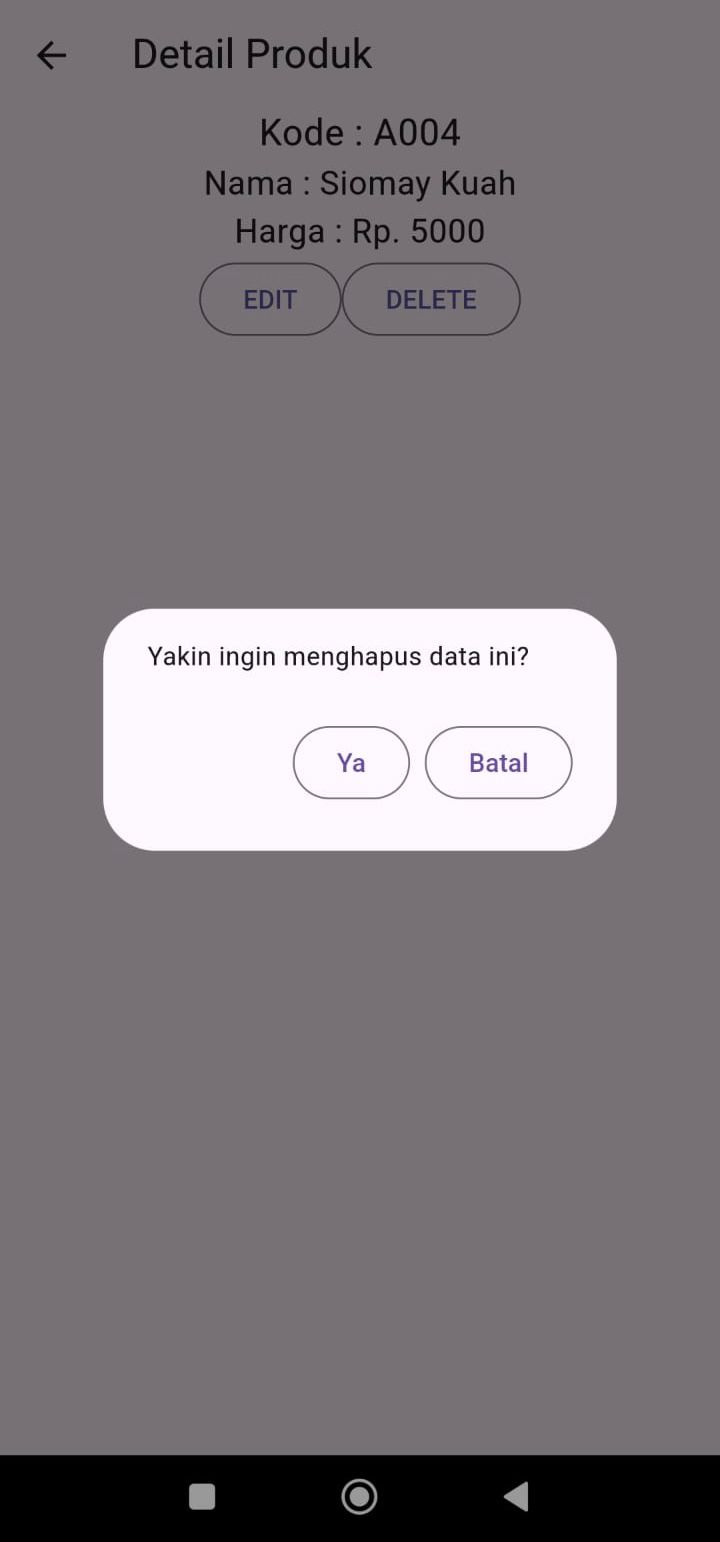 Detail Produk
Kode : A004
Nama : Siomay Kuah
Harga : Rp. 5000
EDIT DELETE
Yakin ingin menghapus data ini?
Ya Batal